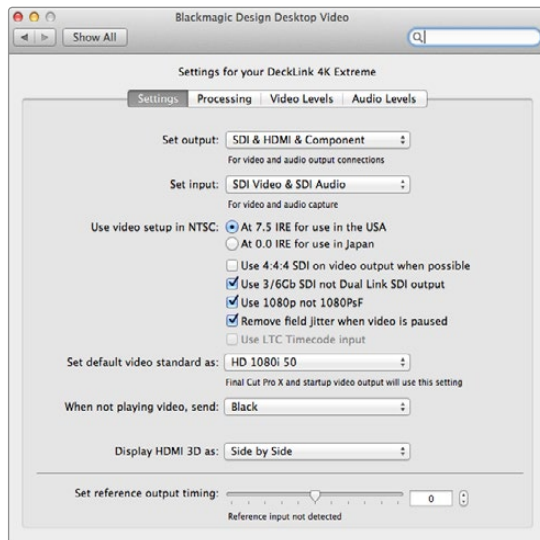 Blackmagic Design Desktop Video
Show All
Settings for your DeckLink 4K Extreme
Settings Processing Video Levels Audio Levels
Set output: SDI & HDMI & Component
For video and audio output connections
Set input: SDI Video & SDI Audio
For video and audio capture
Use video setup in NTSC: At 7.5 IRE for use in the USA
At 0.0 IRE for use in Japan
Use 4:4:4 SDI on video output when possible
Use 3/6Gb SDI not Dual Link SDI output
Use 1080p not 1080PsF
Remove field jitter when video is paused
Use LTC Timecode input
Set default video standard as: HD 1080i 50
Final Cut Pro X and startup video output will use this setting
When not playing video, send: Black
Display HDMI 3D as: Side by Side
Set reference output timing: 0
Reference input not detected